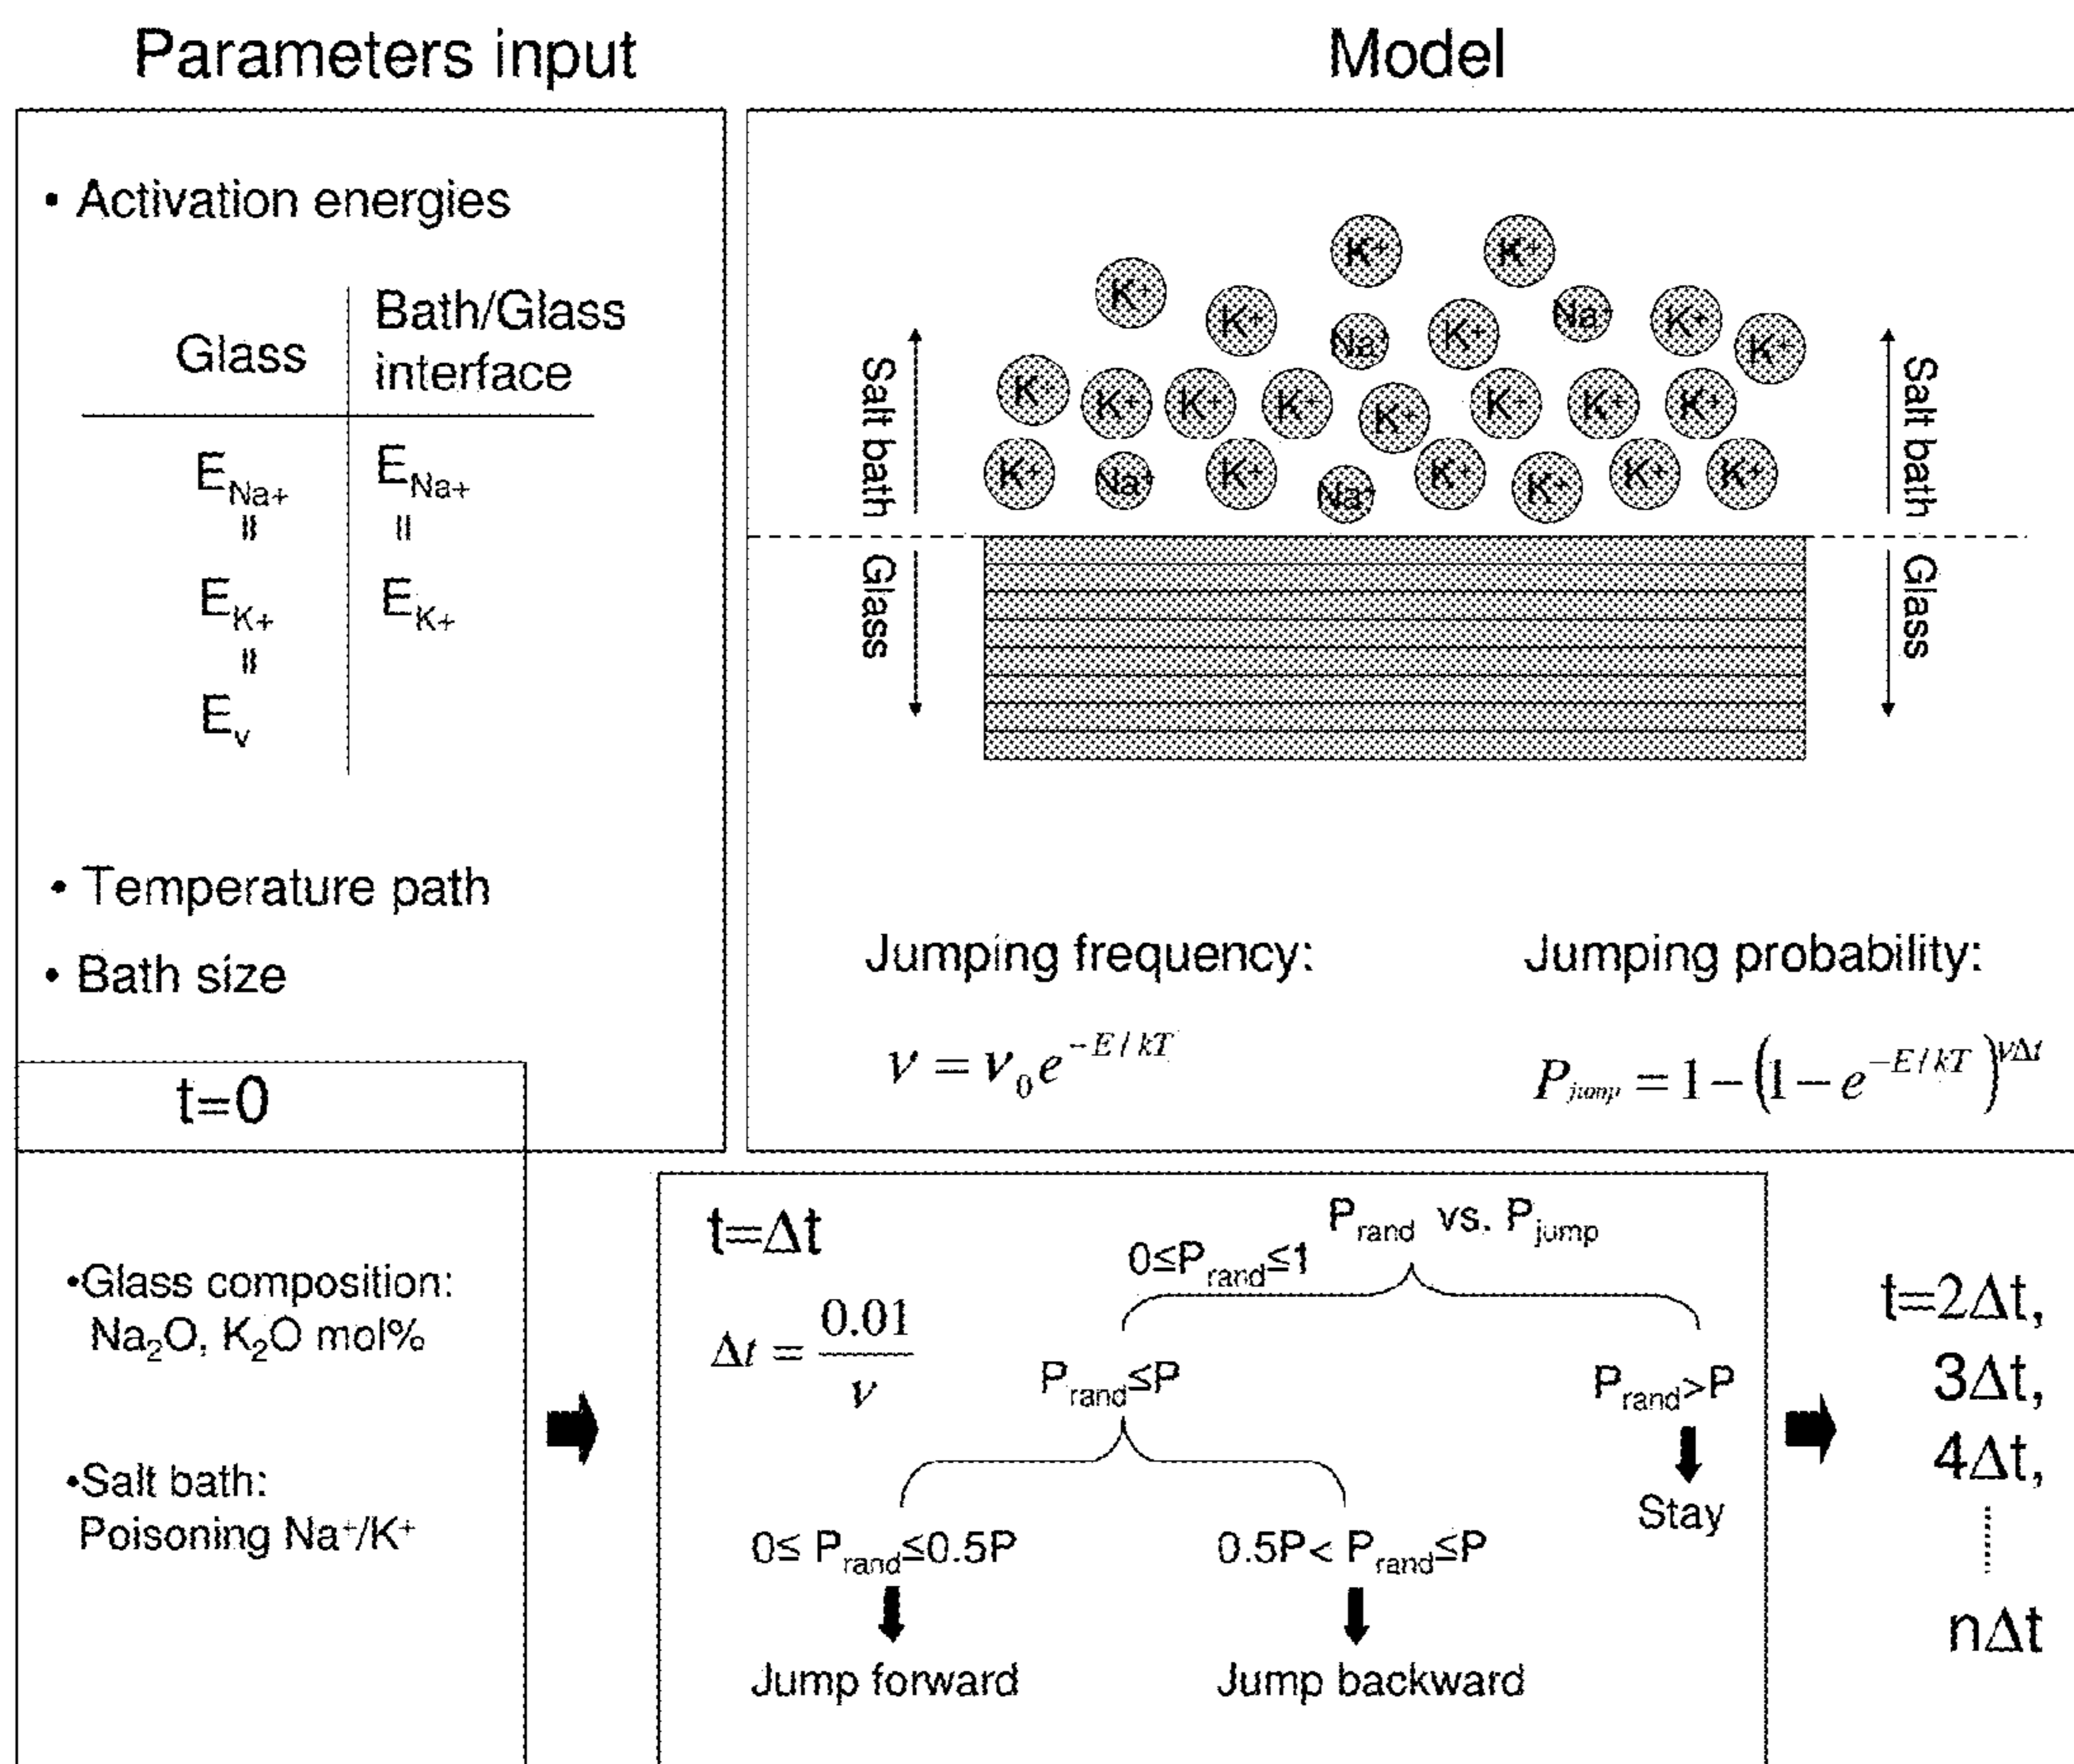 Parameters input
Model
• Activation energies
Glass
Bath/Glass
interface
E_Na+
E_Na+
=
=
E_K+
E_K+
=
E_v
• Temperature path
• Bath size
K+ K+
K+ K+ Na+ K+ Na+ K+ K+
K+ K+ K+ K+ K+ K+ K+ K+
K+ Na+ K+ Na+ K+ K+ K+ K+
Salt bath
Glass
Salt bath
Glass
Jumping frequency:
ν = ν₀e^(−E/kT)
Jumping probability:
P_jump = 1 − (1 − e^(−E/kT))^(νΔt)
t=0
•Glass composition:
Na₂O, K₂O mol%
•Salt bath:
Poisoning Na⁺/K⁺
t=Δt
Δt = 0.01/ν
P_rand vs. P_jump
0≤P_rand≤1
P_rand≤P
P_rand>P
Stay
0≤ P_rand≤0.5P
0.5P< P_rand≤P
Jump forward
Jump backward
t=2Δt,
3Δt,
4Δt,
nΔt